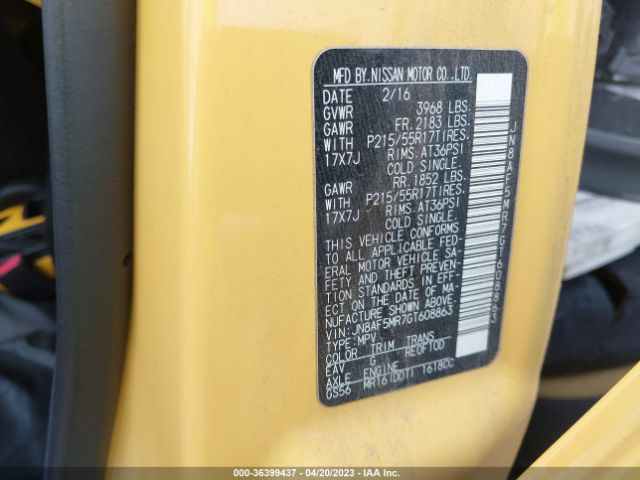 MFD BY.NISSAN MOTOR CO.,LTD.
DATE 2/16
GVWR 3968 LBS.
GAWR FR. 2183 LBS.
WITH P215/55R17TIRES.
17X7J RIMS. AT36PSI
COLD SINGLE.
GAWR RR. 1852 LBS.
WITH P215/55R17TIRES.
17X7J RIMS. AT36PSI
COLD SINGLE.
THIS VEHICLE CONFORMS
TO ALL APPLICABLE FED-
ERAL MOTOR VEHICLE SA-
FETY AND THEFT PREVEN-
TION STANDARDS IN EFF-
ECT ON THE DATE OF MA-
NUFACTURE SHOWN ABOVE.
VIN: JN8AF5MR7GT608863
TYPE: MPV
COLOR TRIM TRANS
EAV G RE0F10D
AXLE ENGINE
GS56 MR16(DDT) 1618CC
JN8AF5MR7GT608863
000-36399437 - 04/20/2023 - IAA Inc.